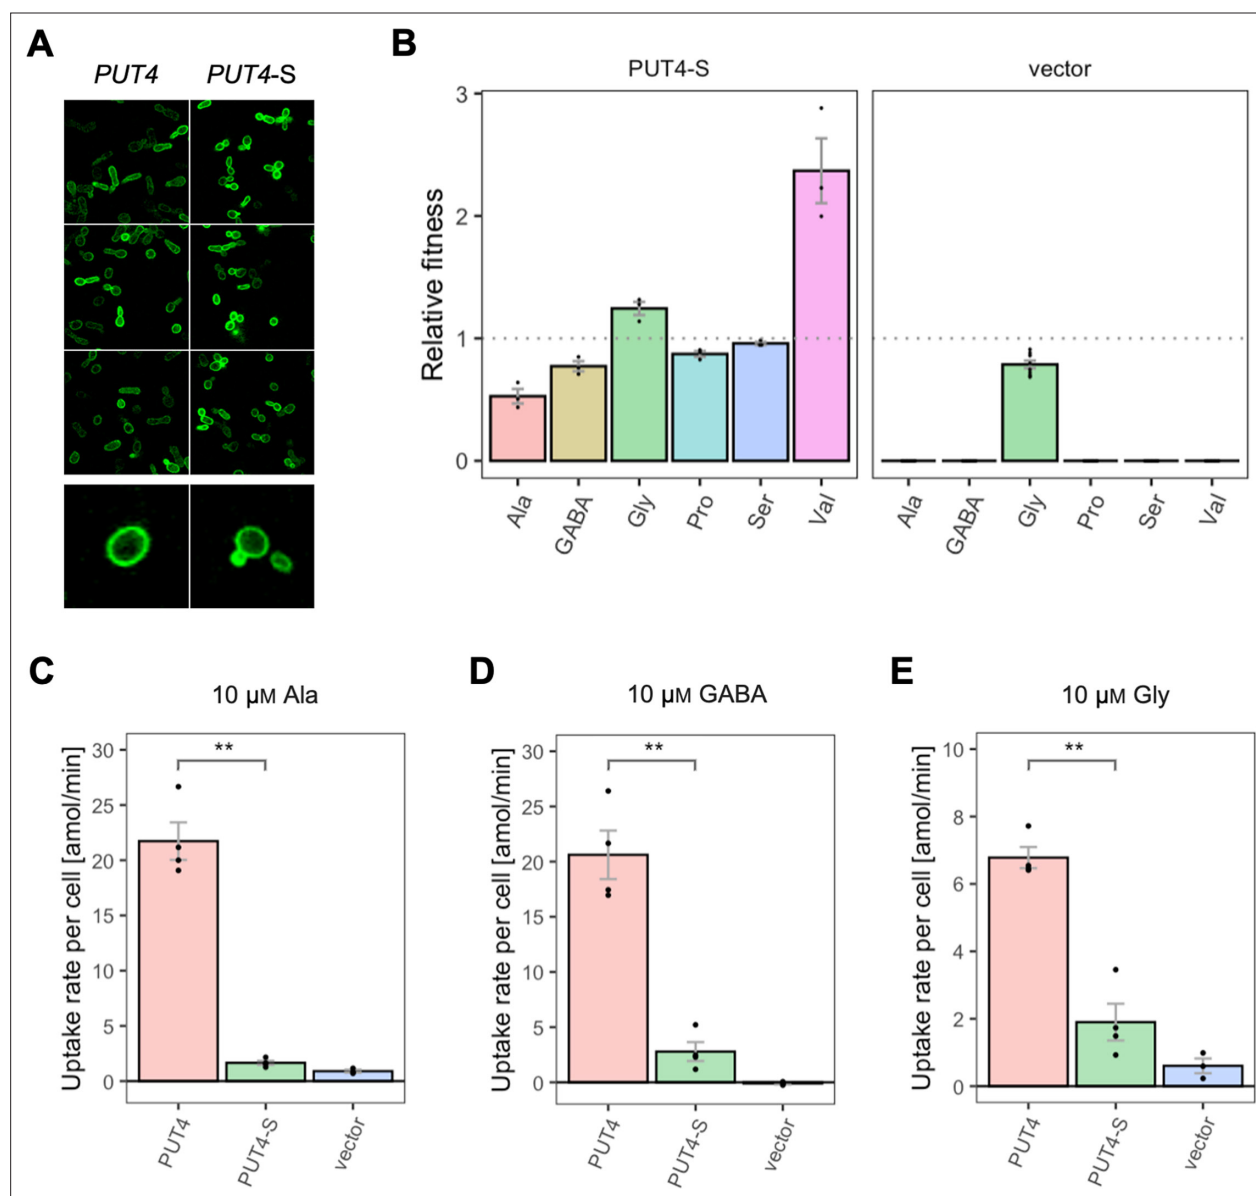 A
PUT4 PUT4-S
B
PUT4-S vector
Relative fitness
3
2
1
0
Ala GABA Gly Pro Ser Val
Ala GABA Gly Pro Ser Val
C
10 µM Ala
**
Uptake rate per cell [amol/min]
30
25
20
15
10
5
0
PUT4 PUT4-S vector
D
10 µM GABA
**
Uptake rate per cell [amol/min]
30
25
20
15
10
5
0
PUT4 PUT4-S vector
E
10 µM Gly
**
Uptake rate per cell [amol/min]
10
8
6
4
2
0
PUT4 PUT4-S vector